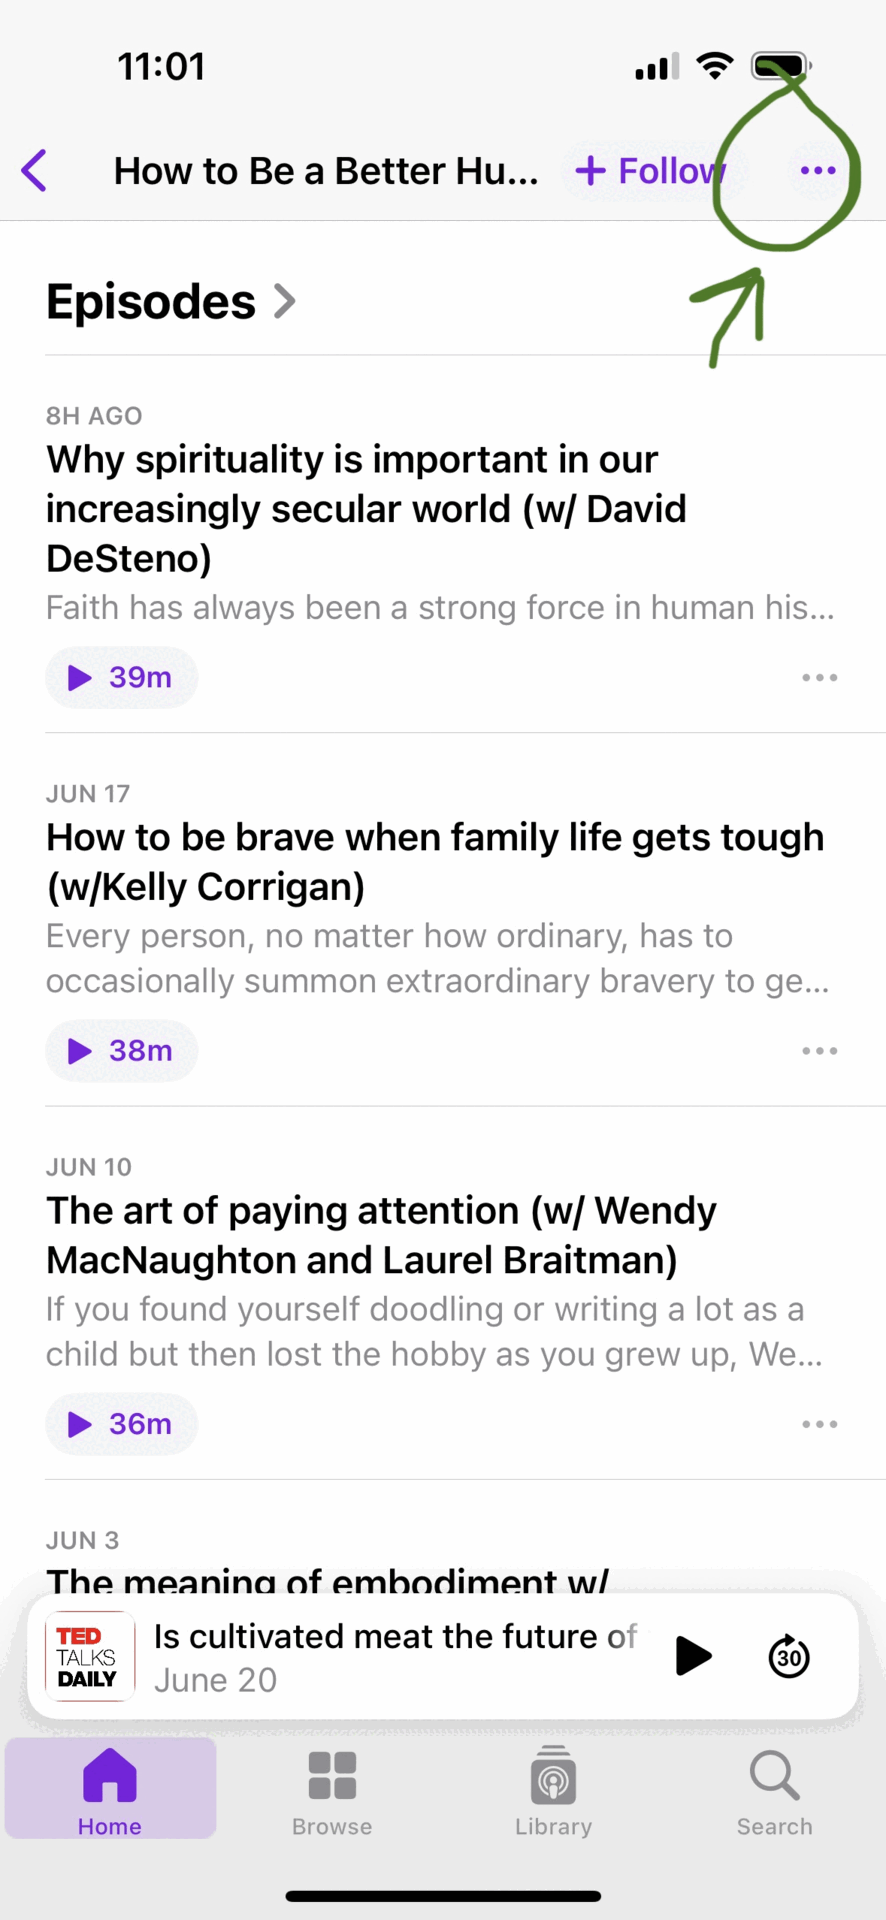 11:01
How to Be a Better Hu...
+ Follow
Episodes
8H AGO
Why spirituality is important in our
increasingly secular world (w/ David
DeSteno)
Faith has always been a strong force in human his...
39m
JUN 17
How to be brave when family life gets tough
(w/Kelly Corrigan)
Every person, no matter how ordinary, has to
occasionally summon extraordinary bravery to ge...
38m
JUN 10
The art of paying attention (w/ Wendy
MacNaughton and Laurel Braitman)
If you found yourself doodling or writing a lot as a
child but then lost the hobby as you grew up, We...
36m
JUN 3
The meaning of embodiment w/
TED
TALKS
DAILY
Is cultivated meat the future of
June 20
30
Home
Browse
Library
Search